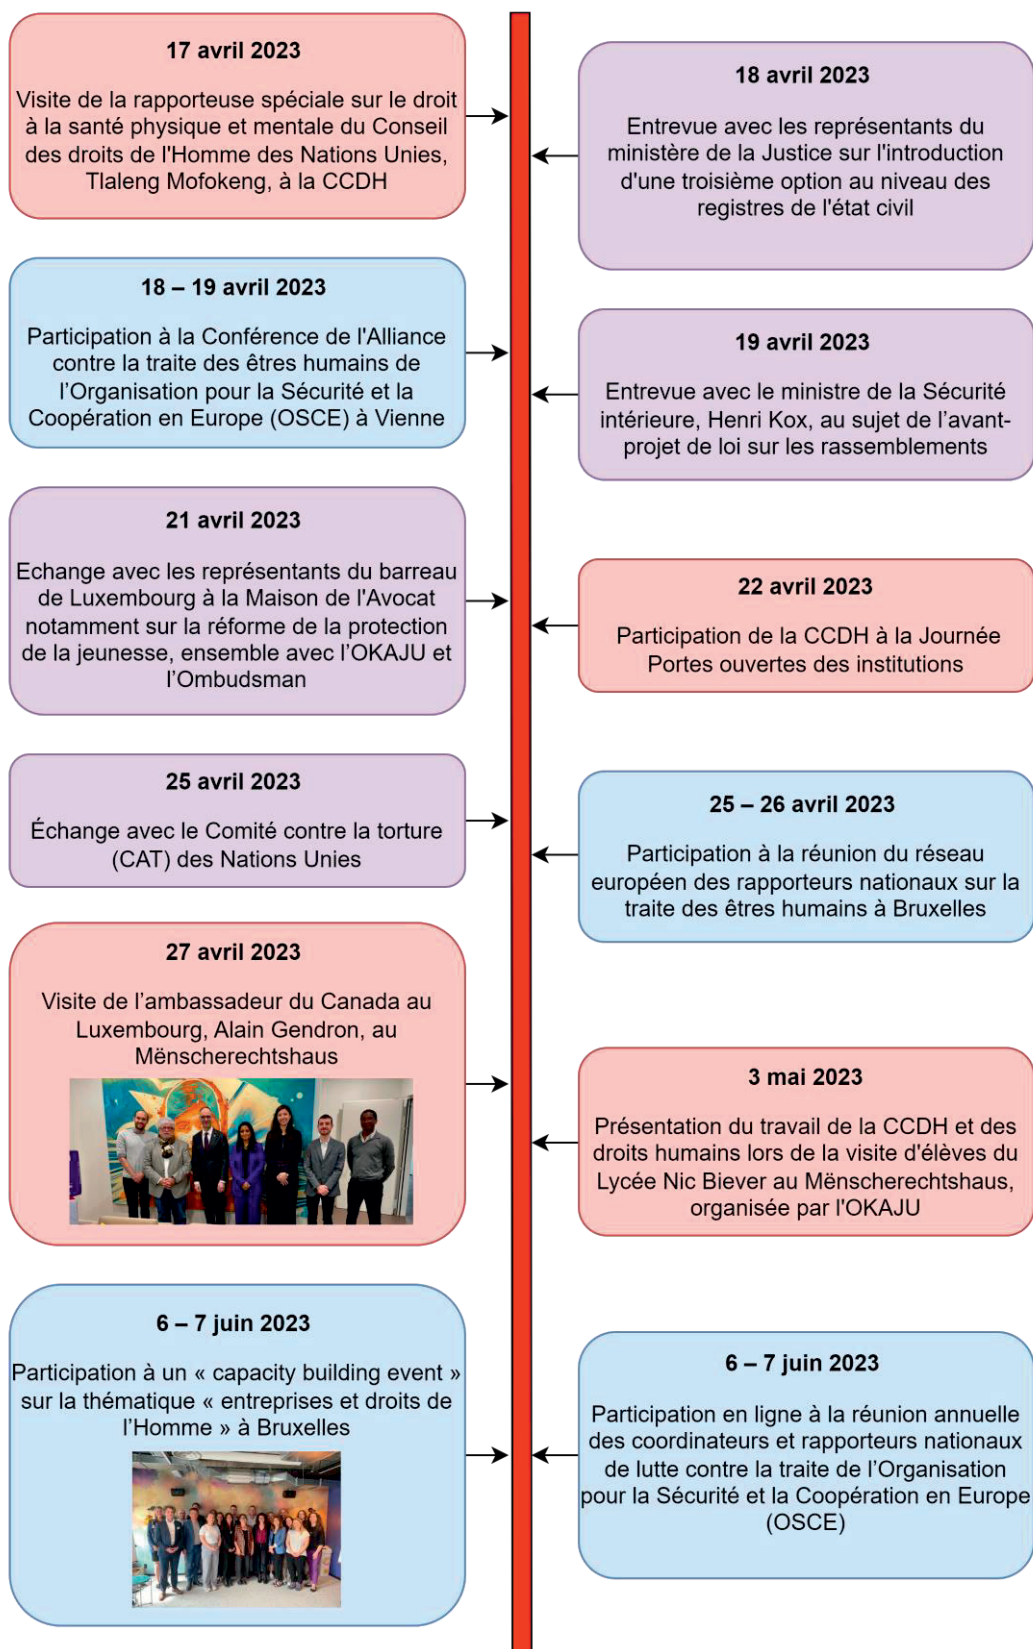 17 avril 2023
Visite de la rapporteuse spéciale sur le droit
à la santé physique et mentale du Conseil
des droits de l'Homme des Nations Unies,
Tlaleng Mofokeng, à la CCDH
18 avril 2023
Entrevue avec les représentants du
ministère de la Justice sur l'introduction
d'une troisième option au niveau des
registres de l'état civil
18 – 19 avril 2023
Participation à la Conférence de l'Alliance
contre la traite des êtres humains de
l’Organisation pour la Sécurité et la
Coopération en Europe (OSCE) à Vienne
19 avril 2023
Entrevue avec le ministre de la Sécurité
intérieure, Henri Kox, au sujet de l’avant-
projet de loi sur les rassemblements
21 avril 2023
Echange avec les représentants du barreau
de Luxembourg à la Maison de l'Avocat
notamment sur la réforme de la protection
de la jeunesse, ensemble avec l’OKAJU et
l’Ombudsman
22 avril 2023
Participation de la CCDH à la Journée
Portes ouvertes des institutions
25 avril 2023
Échange avec le Comité contre la torture
(CAT) des Nations Unies
25 – 26 avril 2023
Participation à la réunion du réseau
européen des rapporteurs nationaux sur la
traite des êtres humains à Bruxelles
27 avril 2023
Visite de l’ambassadeur du Canada au
Luxembourg, Alain Gendron, au
Mënscherechtshaus
3 mai 2023
Présentation du travail de la CCDH et des
droits humains lors de la visite d'élèves du
Lycée Nic Biever au Mënscherechtshaus,
organisée par l'OKAJU
6 – 7 juin 2023
Participation à un « capacity building event »
sur la thématique « entreprises et droits de
l’Homme » à Bruxelles
6 – 7 juin 2023
Participation en ligne à la réunion annuelle
des coordinateurs et rapporteurs nationaux
de lutte contre la traite de l’Organisation
pour la Sécurité et la Coopération en Europe
(OSCE)